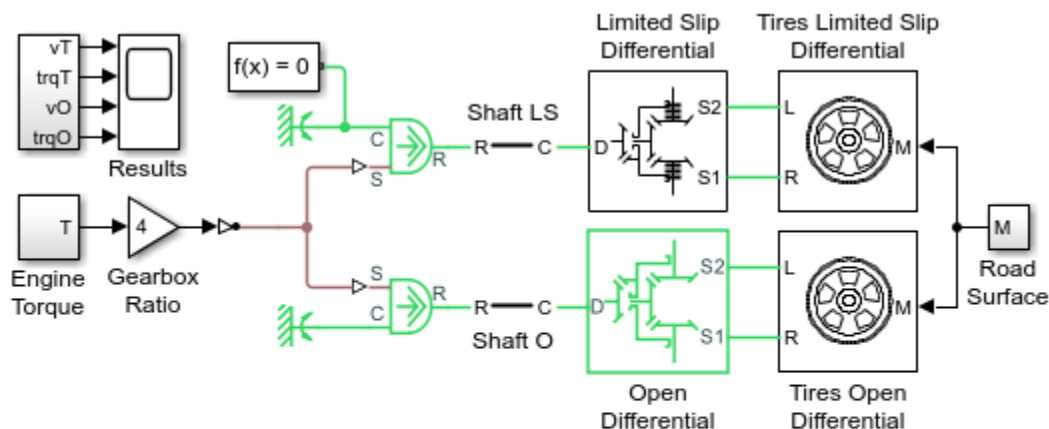 vT
trqT
vO
trqO
Results
f(x) = 0
C
S
R
Shaft LS
R
C
Limited Slip
Differential
D
S2
S1
Tires Limited Slip
Differential
L
R
M
T
Engine
Torque
4
Gearbox
Ratio
S
C
R
R
C
Shaft O
D
S2
S1
Open
Differential
L
R
M
Tires Open
Differential
M
Road
Surface